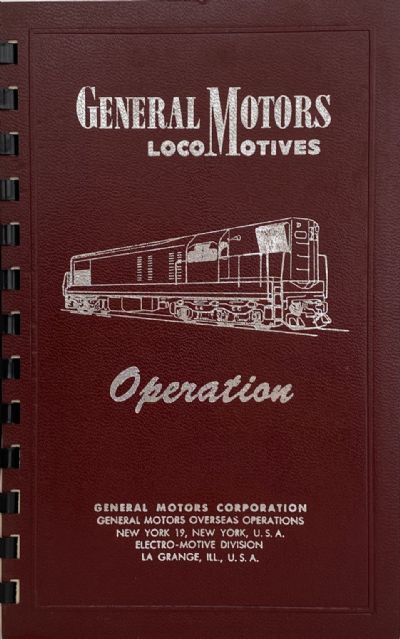 GENERAL MOTORS
LOCOMOTIVES
Operation
GENERAL MOTORS CORPORATION
GENERAL MOTORS OVERSEAS OPERATIONS
NEW YORK 19, NEW YORK, U.S.A.
ELECTRO-MOTIVE DIVISION
LA GRANGE, ILL., U.S.A.